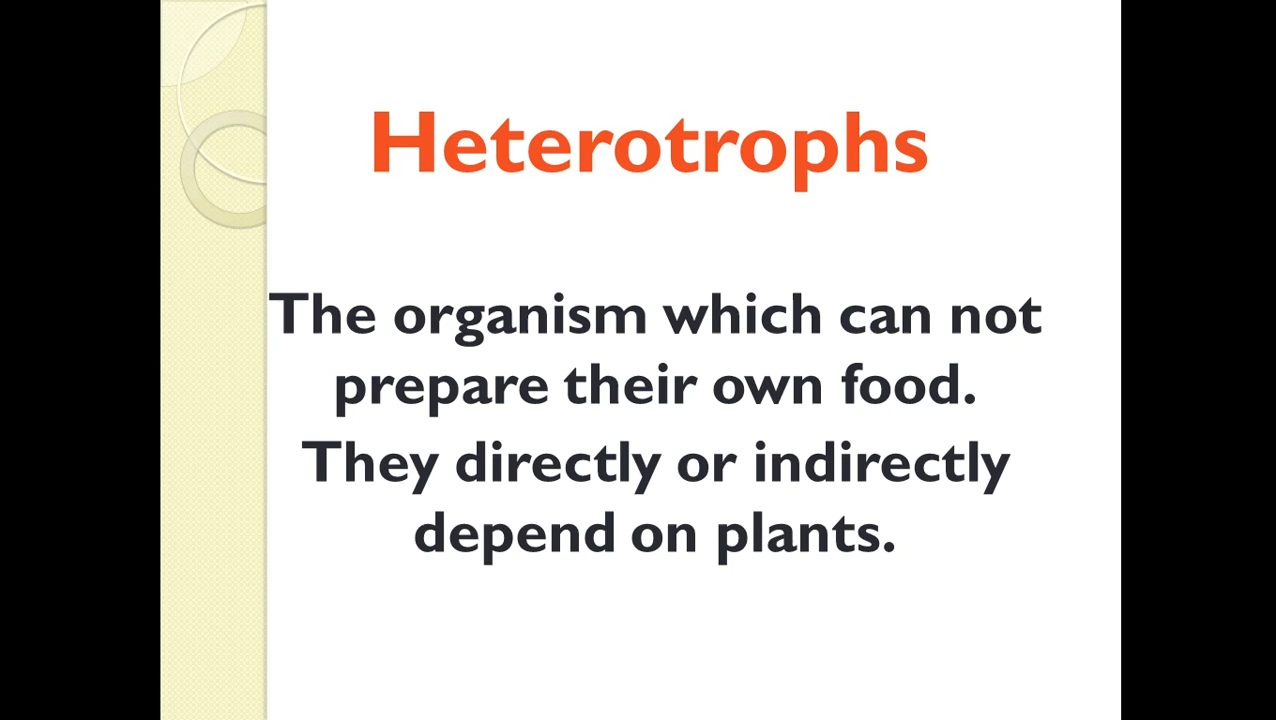 Heterotrophs
The organism which can not
prepare their own food.
They directly or indirectly
depend on plants.